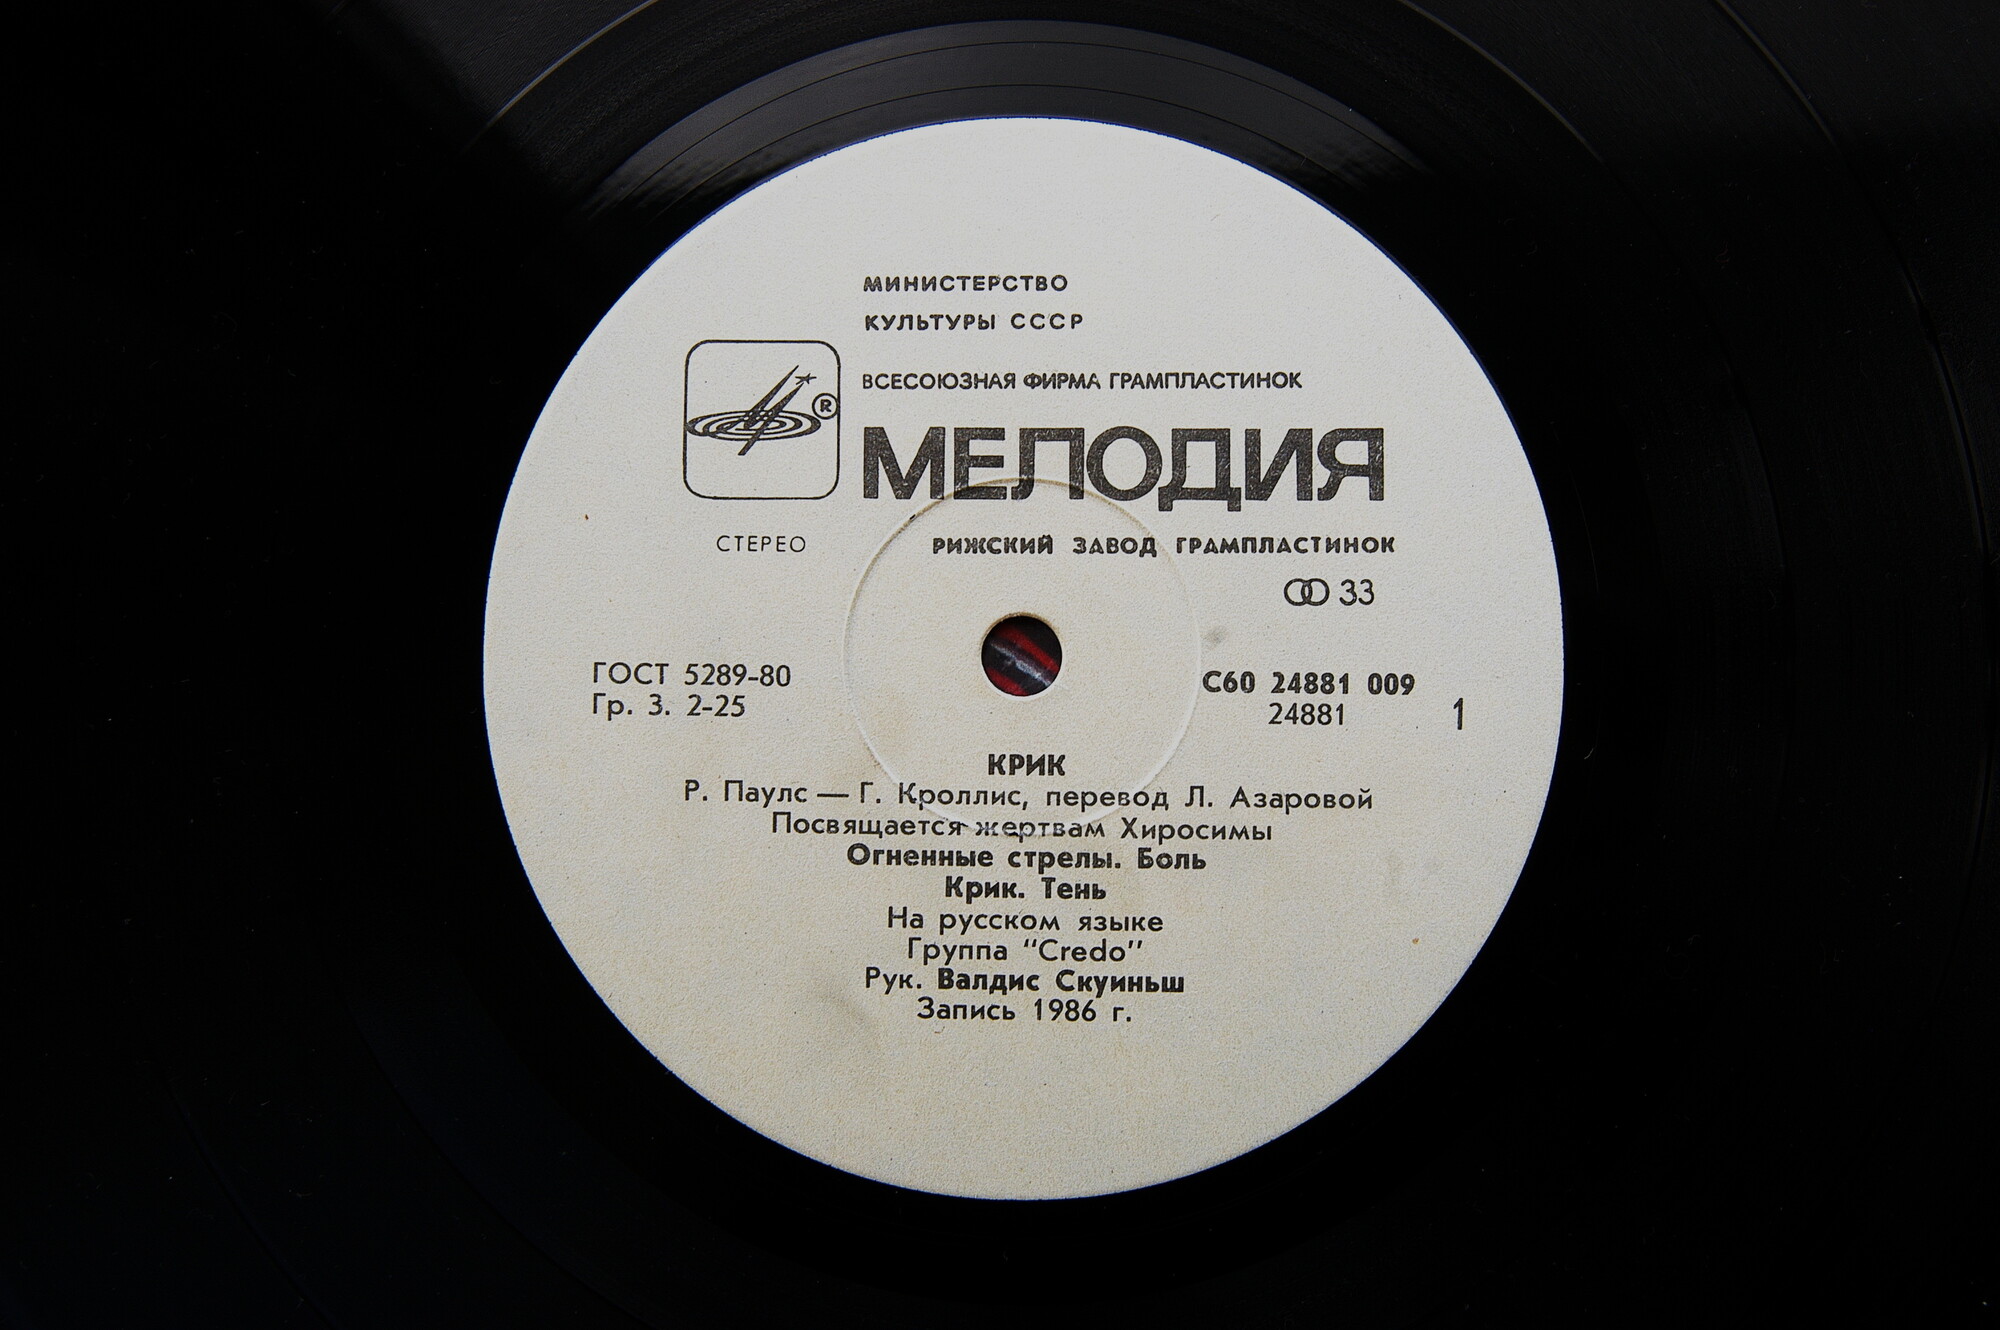 МИНИСТЕРСТВО
КУЛЬТУРЫ СССР
ВСЕСОЮЗНАЯ ФИРМА ГРАМПЛАСТИНОК
®
МЕЛОДИЯ
СТЕРЕО
РИЖСКИЙ ЗАВОД ГРАМПЛАСТИНОК
33
ГОСТ 5289-80
Гр. 3. 2-25
С60 24881 009
24881
1
КРИК
Р. Паулс — Г. Кроллис, перевод Л. Азаровой
Посвящается жертвам Хиросимы
Огненные стрелы. Боль
Крик. Тень
На русском языке
Группа "Credo"
Рук. Валдис Скуиньш
Запись 1986 г.